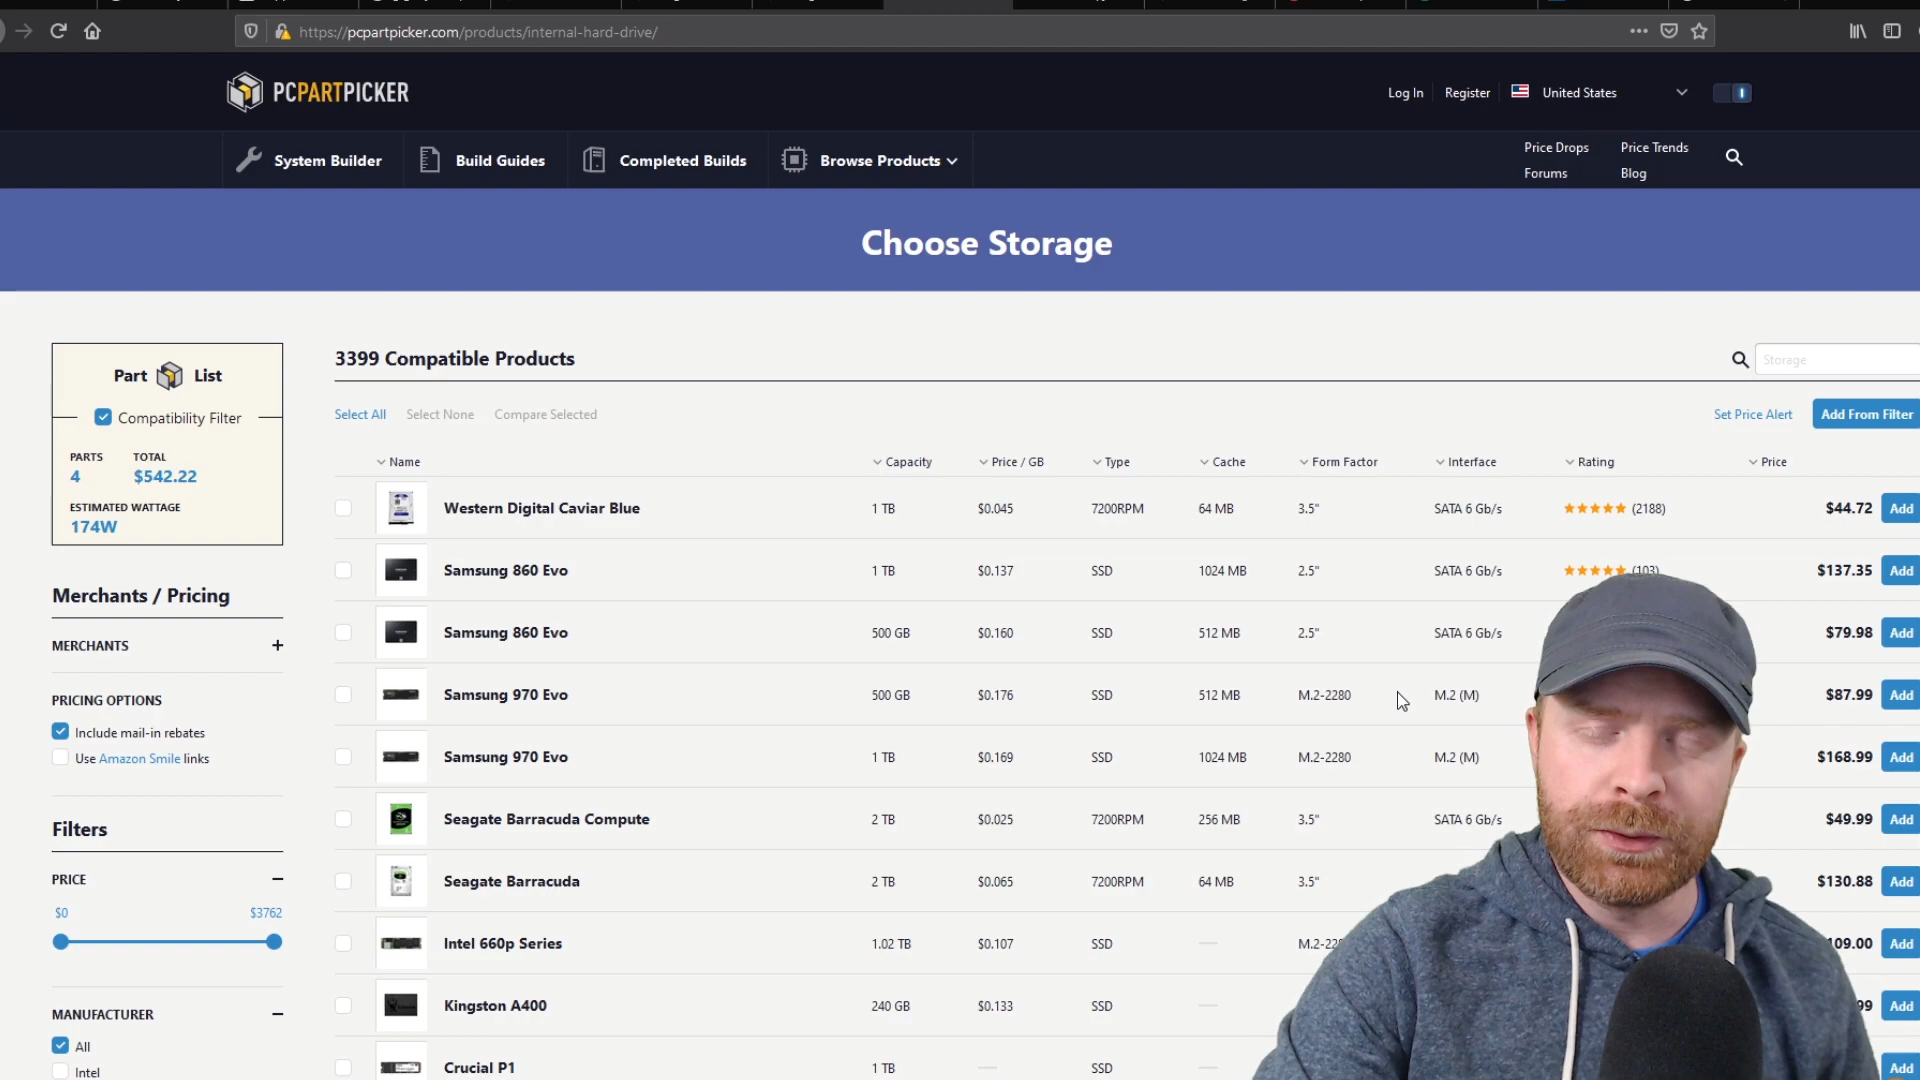 https://pcpartpicker.com/products/internal-hard-drive/
PCPARTPICKER
Log In
Register
United States
System Builder
Build Guides
Completed Builds
Browse Products
Price Drops
Price Trends
Forums
Blog
Choose Storage
Part List
Compatibility Filter
PARTS TOTAL
4 $542.22
ESTIMATED WATTAGE
174W
Merchants / Pricing
MERCHANTS +
PRICING OPTIONS
Include mail-in rebates
Use Amazon Smile links
Filters
PRICE
$0 $3762
MANUFACTURER
All
Intel
3399 Compatible Products
Storage
Select All Select None Compare Selected Set Price Alert Add From Filter
Name Capacity Price / GB Type Cache Form Factor Interface Rating Price
Western Digital Caviar Blue 1 TB $0.045 7200RPM 64 MB 3.5" SATA 6 Gb/s (2188) $44.72 Add
Samsung 860 Evo 1 TB $0.137 SSD 1024 MB 2.5" SATA 6 Gb/s (103) $137.35 Add
Samsung 860 Evo 500 GB $0.160 SSD 512 MB 2.5" SATA 6 Gb/s $79.98 Add
Samsung 970 Evo 500 GB $0.176 SSD 512 MB M.2-2280 M.2 (M) $87.99 Add
Samsung 970 Evo 1 TB $0.169 SSD 1024 MB M.2-2280 M.2 (M) $168.99 Add
Seagate Barracuda Compute 2 TB $0.025 7200RPM 256 MB 3.5" SATA 6 Gb/s $49.99 Add
Seagate Barracuda 2 TB $0.065 7200RPM 64 MB 3.5" $130.88 Add
Intel 660p Series 1.02 TB $0.107 SSD — 09.00 Add
Kingston A400 240 GB $0.133 SSD — 99 Add
Crucial P1 1 TB — SSD — Add